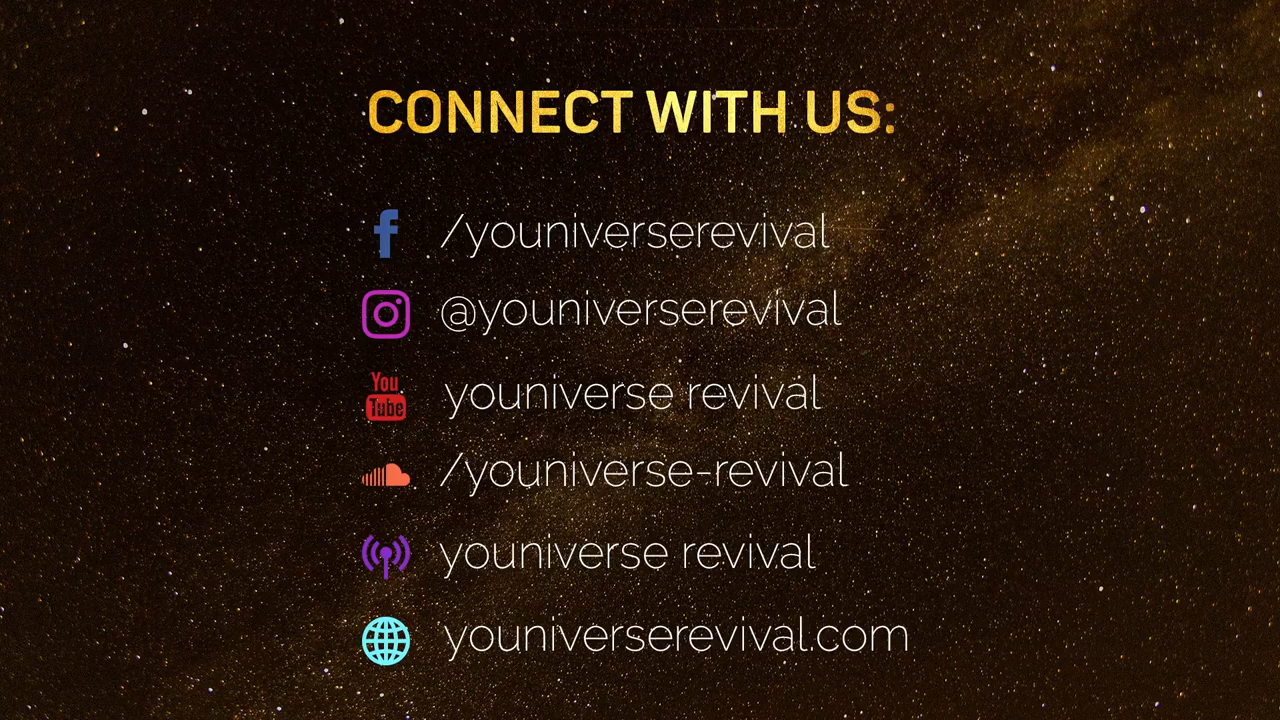 CONNECT WITH US:
/youniverserevival
@youniverserevival
You
Tube
youniverse revival
/youniverse-revival
youniverse revival
youniverserevival.com